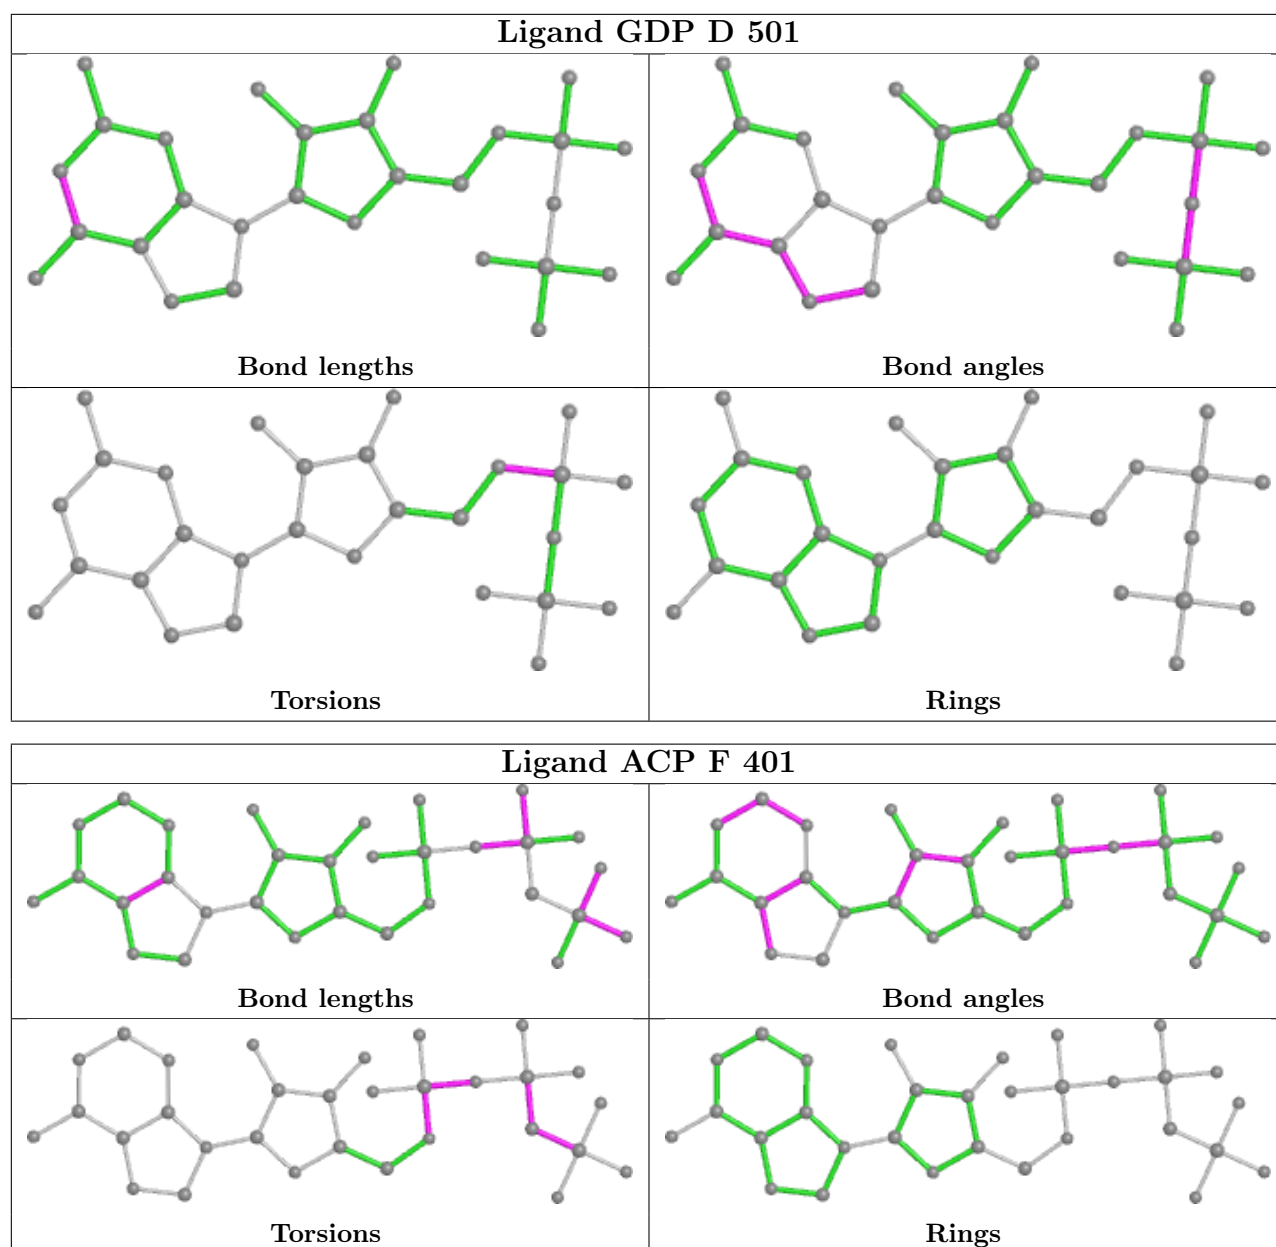 Ligand GDP D 501
Bond lengths
Bond angles
Torsions
Rings
Ligand ACP F 401
Bond lengths
Bond angles
Torsions
Rings